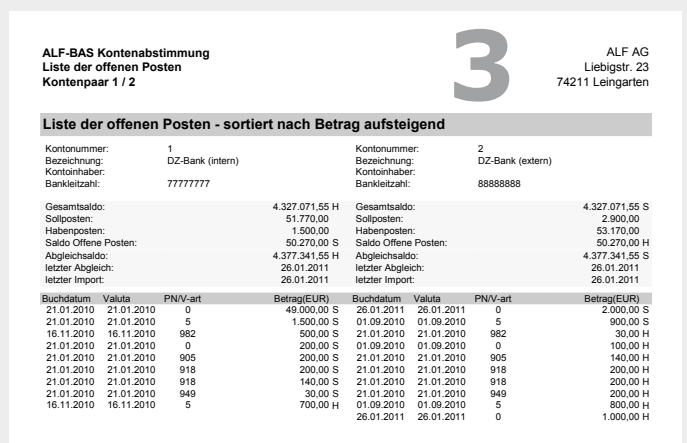 ALF-BAS Kontenabstimmung
Liste der offenen Posten
Kontenpaar 1 / 2
3
ALF AG
Liebigstr. 23
74211 Leingarten
Liste der offenen Posten - sortiert nach Betrag aufsteigend
Kontonummer: 1 Kontonummer: 2
Bezeichnung: DZ-Bank (intern) Bezeichnung: DZ-Bank (extern)
Kontoinhaber: Kontoinhaber:
Bankleitzahl: 77777777 Bankleitzahl: 88888888
Gesamtsaldo: 4.327.071,55 H Gesamtsaldo: 4.327.071,55 S
Sollposten: 51.770,00 Sollposten: 2.900,00
Habenposten: 1.500,00 Habenposten: 53.170,00
Saldo Offene Posten: 50.270,00 S Saldo Offene Posten: 50.270,00 H
Abgleichsaldo: 4.377.341,55 H Abgleichsaldo: 4.377.341,55 S
letzter Abgleich: 26.01.2011 letzter Abgleich: 26.01.2011
letzter Import: 26.01.2011 letzter Import: 26.01.2011
Buchdatum Valuta PN/V-art Betrag(EUR) Buchdatum Valuta PN/V-art Betrag(EUR)
21.01.2010 21.01.2010 0 49.000,00 S 26.01.2011 26.01.2011 0 2.000,00 S
21.01.2010 21.01.2010 5 1.500,00 S 01.09.2010 01.09.2010 5 900,00 S
16.11.2010 16.11.2010 982 500,00 S 21.01.2010 21.01.2010 982 30,00 H
21.01.2010 21.01.2010 0 200,00 S 21.01.2010 21.01.2010 0 100,00 H
21.01.2010 21.01.2010 905 200,00 S 21.01.2010 21.01.2010 905 140,00 H
21.01.2010 21.01.2010 918 200,00 S 21.01.2010 21.01.2010 918 200,00 H
21.01.2010 21.01.2010 918 140,00 S 21.01.2010 21.01.2010 918 200,00 H
21.01.2010 21.01.2010 949 30,00 S 21.01.2010 21.01.2010 949 200,00 H
16.11.2010 16.11.2010 5 700,00 H 01.09.2010 01.09.2010 5 800,00 H
26.01.2011 26.01.2011 0 1.000,00 H